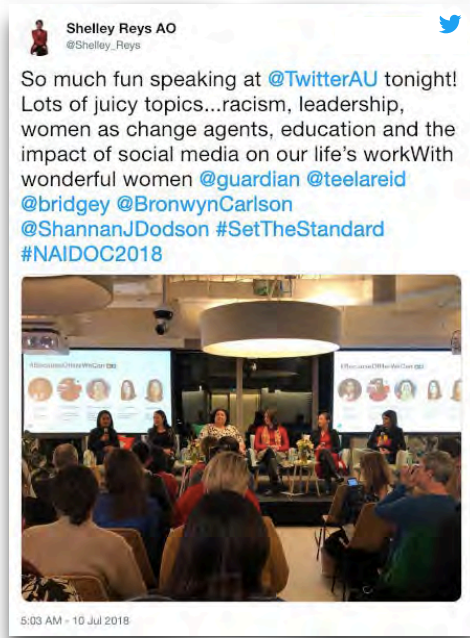 Shelley Reys AO
@Shelley_Reys
So much fun speaking at @TwitterAU tonight!
Lots of juicy topics...racism, leadership,
women as change agents, education and the
impact of social media on our life's workWith
wonderful women @guardian @teelareid
@bridgey @BronwynCarlson
@ShannanJDodson #SetTheStandard
#NAIDOC2018
#BecauseOfHerWeCan
#BecauseOfHerWeCan
5:03 AM - 10 Jul 2018